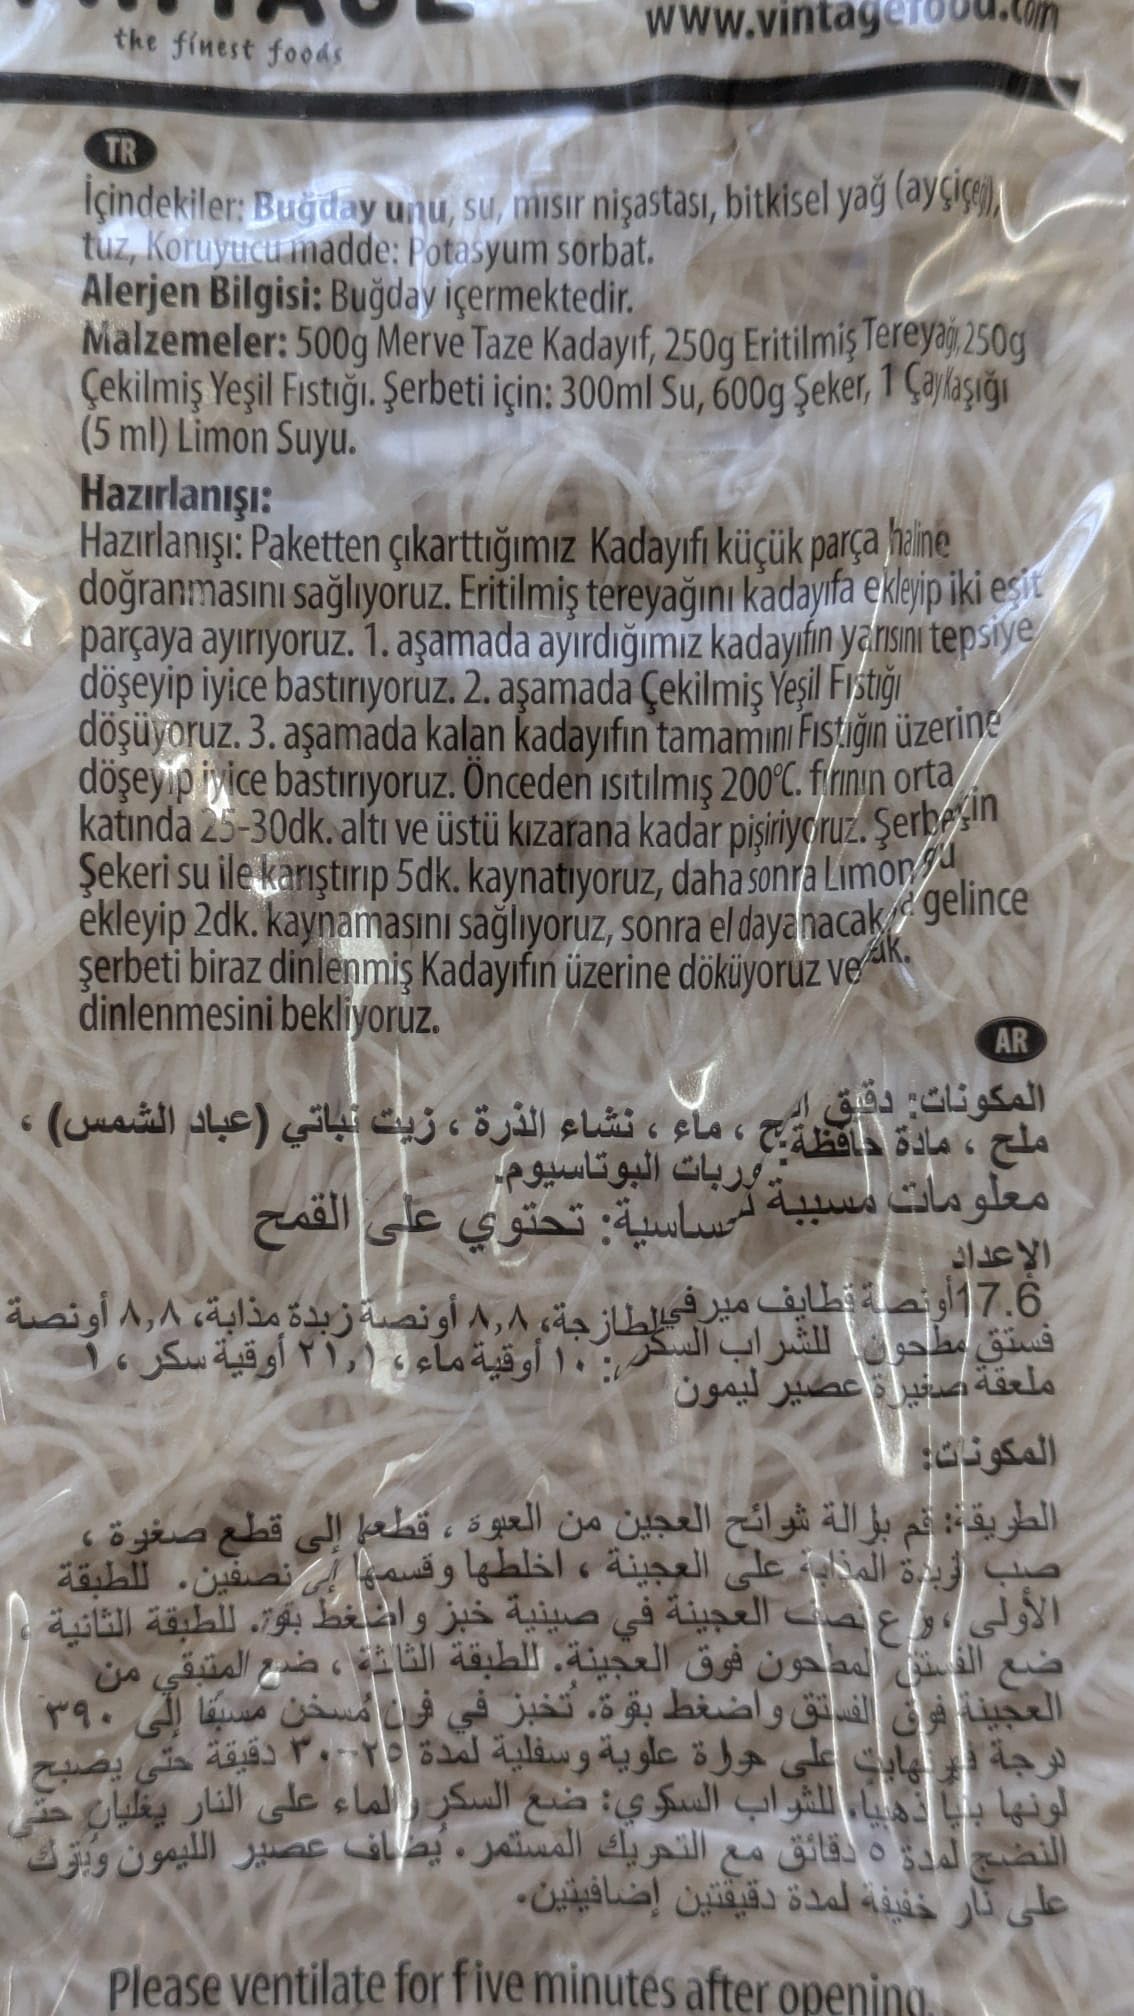 www.vintagefood.com
the finest foods
TR
İçindekiler: Buğday unu, su, mısır nişastası, bitkisel yağ (ayçiçeği),
tuz, Koruyucu madde: Potasyum sorbat.
Alerjen Bilgisi: Buğday içermektedir.
Malzemeler: 500g Merve Taze Kadayıf, 250g Eritilmiş Tereyağı, 250g
Çekilmiş Yeşil Fıstığı. Şerbeti için: 300ml Su, 600g Şeker, 1 Çay Kaşığı
(5 ml) Limon Suyu.
Hazırlanışı:
Hazırlanışı: Paketten çıkarttığımız Kadayıfı küçük parça haline
doğranmasını sağlıyoruz. Eritilmiş tereyağını kadayıfa ekleyip iki eşit
parçaya ayırıyoruz. 1. aşamada ayırdığımız kadayıfın yarısını tepsiye
döşeyip iyice bastırıyoruz. 2. aşamada Çekilmiş Yeşil Fıstığı
döşüyoruz. 3. aşamada kalan kadayıfın tamamını Fıstığın üzerine
döşeyip iyice bastırıyoruz. Önceden ısıtılmış 200°C. fırının orta
katında 25-30dk. altı ve üstü kızarana kadar pişiriyoruz.
Şekeri su ile karıştırıp 5dk. kaynatıyoruz, daha sonra Limon
ekleyip 2dk. kaynamasını sağlıyoruz, sonra el dayanacak gelince
şerbeti biraz dinlenmiş Kadayıfın üzerine döküyoruz ve
dinlenmesini bekliyoruz.
AR
المكونات: دقيق ، ماء ، نشاء الذرة ، زيت نباتي (عباد الشمس) ،
ملح ، مادة حافظة: البوتاسيوم.
معلومات مسببة تحتوي على القمح
الإعداد
17.6 أونصة قطايف الطازجة، ٨,٨ أونصة زبدة مذابة، ٨,٨ أونصة
فستق مطحون للشراب ١٠ أوقية ماء ، ٢١,١ أوقية سكر ، ١
ملعقة صغيرة عصير ليمون
المكونات:
الطريقة: قم بإزالة شرائح العجين من العبوة ، قطعها إلى قطع صغيرة ،
صب الزبدة المذابة على العجينة ، اخلطها وقسمها إلى نصفين. للطبقة
الأولى ، نصف العجينة في صينية خبز واضغط بقوة. للطبقة الثانية ،
ضع الفستق المطحون فوق العجينة. للطبقة الثالثة ، ضع المتبقي من
العجينة فوق الفستق واضغط بقوة. تُخبز في فرن مُسخن مسبقًا إلى ٣٩٠
درجة فهرنهايت على حرارة علوية وسفلية لمدة ٢٥-٣٠ دقيقة حتى يصبح
لونها بنيًا ذهبيا. للشراب السكري: ضع السكر والماء على النار يغليان حتى
النضج لمدة ٥ دقائق مع التحريك المستمر. يُضاف عصير الليمون ويُترك
على نار خفيفة لمدة دقيقتين إضافيتين.
Please ventilate for five minutes after opening